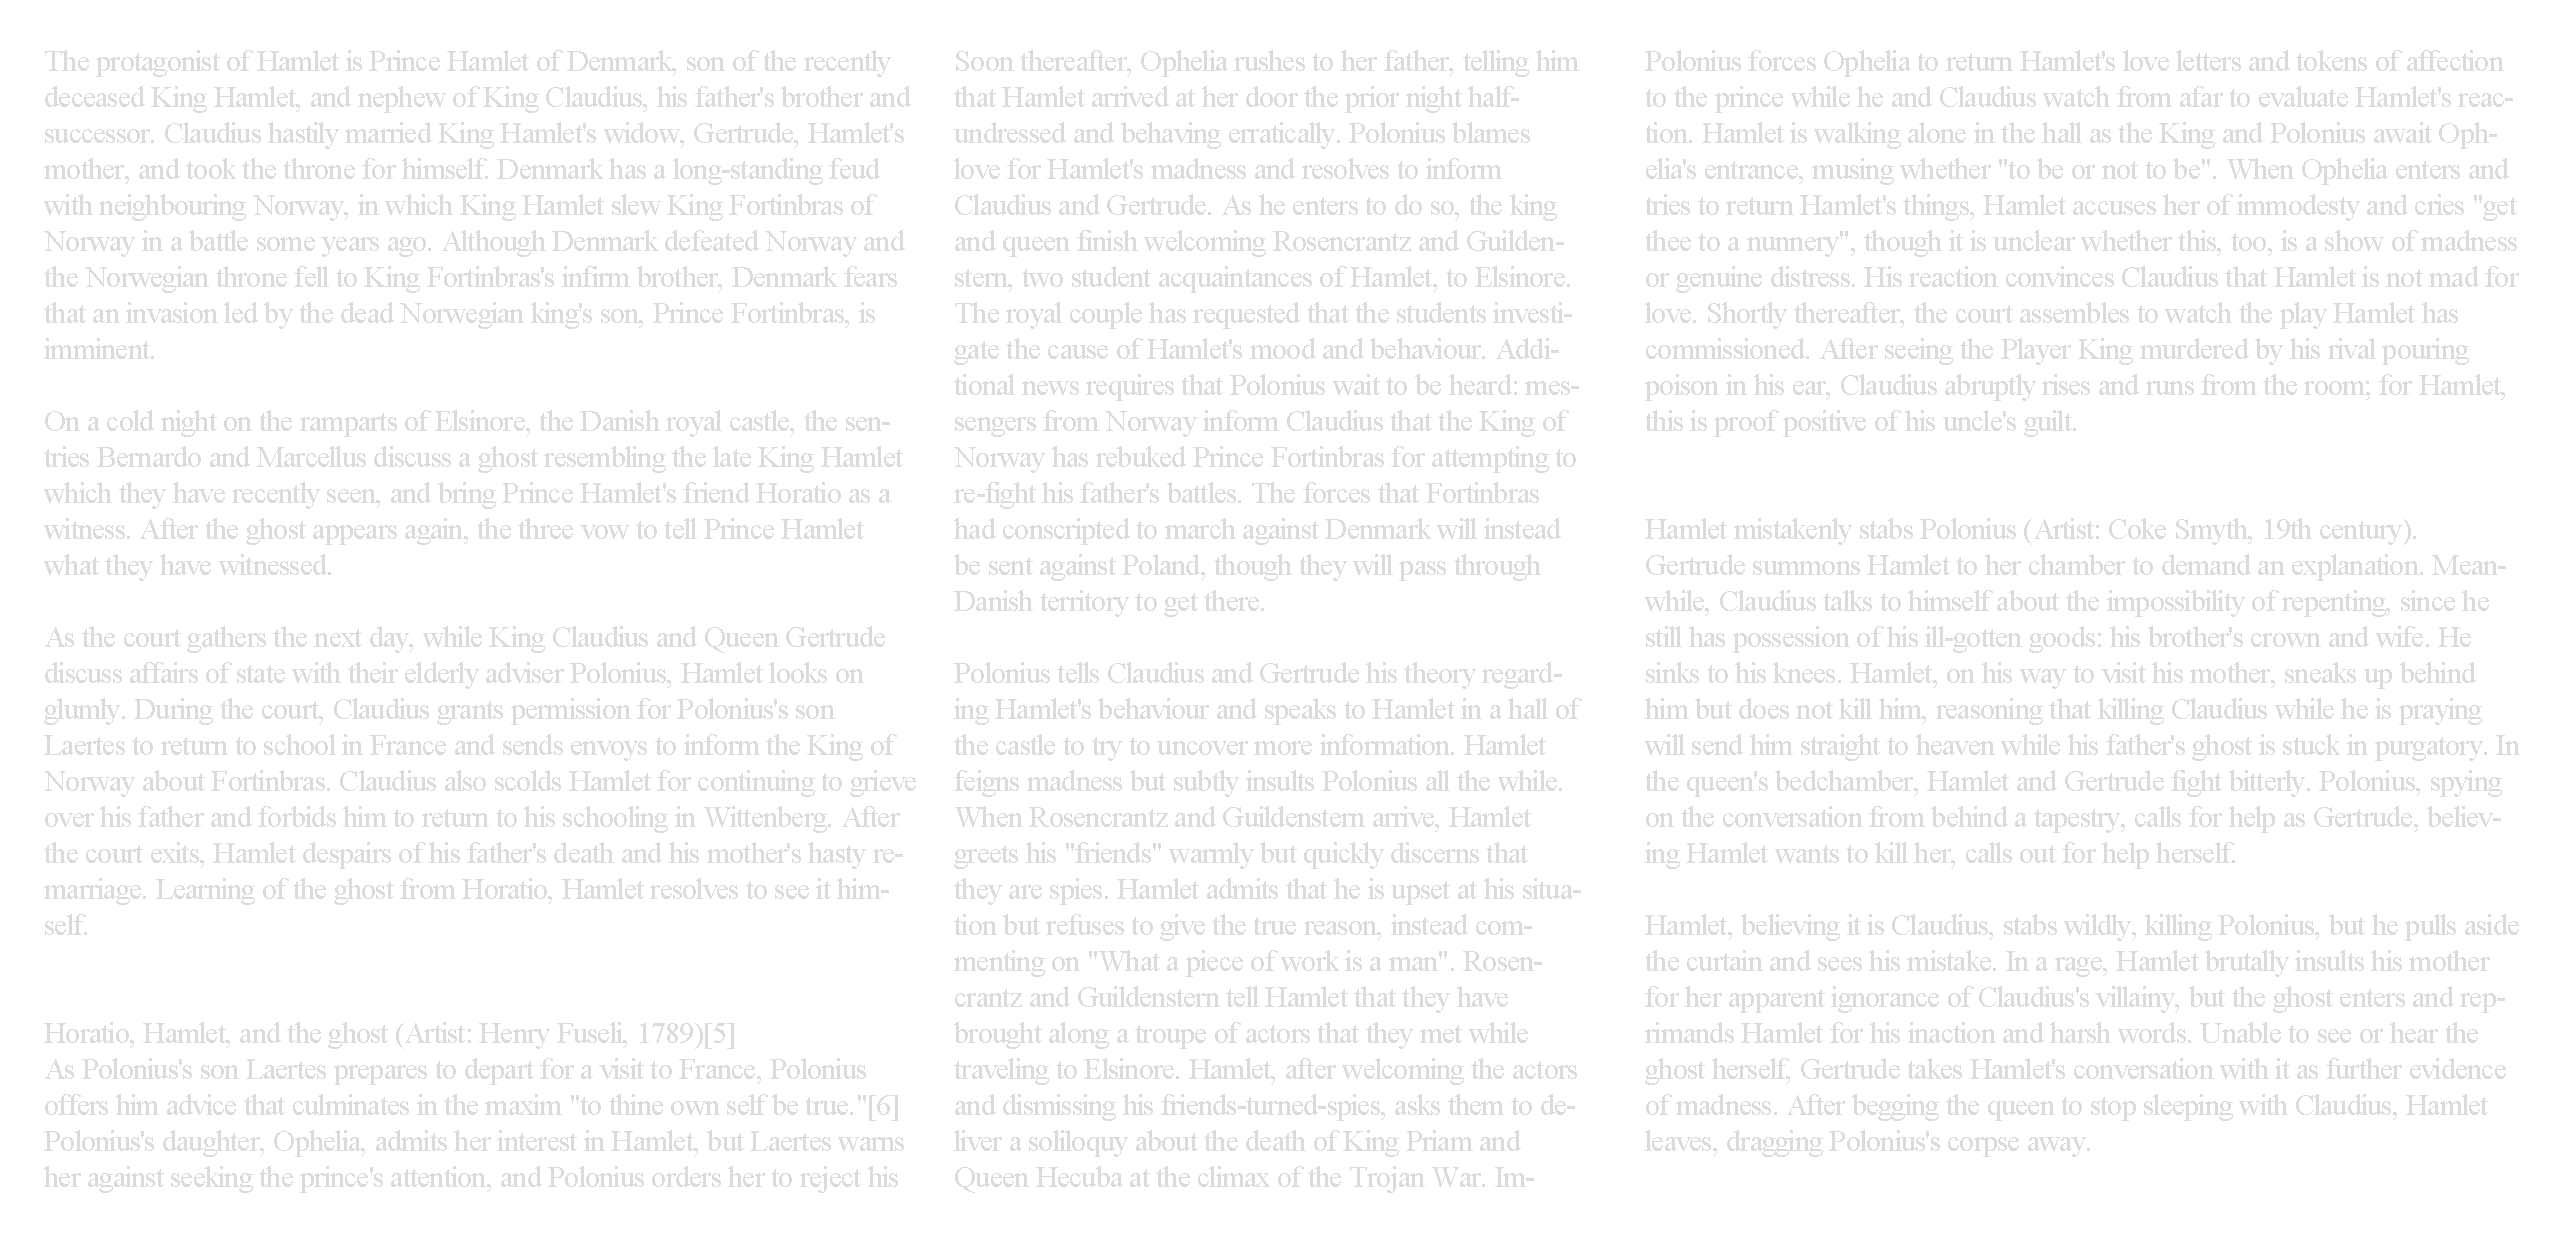 The protagonist of Hamlet is Prince Hamlet of Denmark, son of the recently
deceased King Hamlet, and nephew of King Claudius, his father's brother and
successor. Claudius hastily married King Hamlet's widow, Gertrude, Hamlet's
mother, and took the throne for himself. Denmark has a long-standing feud
with neighbouring Norway, in which King Hamlet slew King Fortinbras of
Norway in a battle some years ago. Although Denmark defeated Norway and
the Norwegian throne fell to King Fortinbras's infirm brother, Denmark fears
that an invasion led by the dead Norwegian king's son, Prince Fortinbras, is
imminent.
On a cold night on the ramparts of Elsinore, the Danish royal castle, the sen-
tries Bernardo and Marcellus discuss a ghost resembling the late King Hamlet
which they have recently seen, and bring Prince Hamlet's friend Horatio as a
witness. After the ghost appears again, the three vow to tell Prince Hamlet
what they have witnessed.
As the court gathers the next day, while King Claudius and Queen Gertrude
discuss affairs of state with their elderly adviser Polonius, Hamlet looks on
glumly. During the court, Claudius grants permission for Polonius's son
Laertes to return to school in France and sends envoys to inform the King of
Norway about Fortinbras. Claudius also scolds Hamlet for continuing to grieve
over his father and forbids him to return to his schooling in Wittenberg. After
the court exits, Hamlet despairs of his father's death and his mother's hasty re-
marriage. Learning of the ghost from Horatio, Hamlet resolves to see it him-
self.
Horatio, Hamlet, and the ghost (Artist: Henry Fuseli, 1789)[5]
As Polonius's son Laertes prepares to depart for a visit to France, Polonius
offers him advice that culminates in the maxim "to thine own self be true."[6]
Polonius's daughter, Ophelia, admits her interest in Hamlet, but Laertes warns
her against seeking the prince's attention, and Polonius orders her to reject his
Soon thereafter, Ophelia rushes to her father, telling him
that Hamlet arrived at her door the prior night half-
undressed and behaving erratically. Polonius blames
love for Hamlet's madness and resolves to inform
Claudius and Gertrude. As he enters to do so, the king
and queen finish welcoming Rosencrantz and Guilden-
stern, two student acquaintances of Hamlet, to Elsinore.
The royal couple has requested that the students investi-
gate the cause of Hamlet's mood and behaviour. Addi-
tional news requires that Polonius wait to be heard: mes-
sengers from Norway inform Claudius that the King of
Norway has rebuked Prince Fortinbras for attempting to
re-fight his father's battles. The forces that Fortinbras
had conscripted to march against Denmark will instead
be sent against Poland, though they will pass through
Danish territory to get there.
Polonius tells Claudius and Gertrude his theory regard-
ing Hamlet's behaviour and speaks to Hamlet in a hall of
the castle to try to uncover more information. Hamlet
feigns madness but subtly insults Polonius all the while.
When Rosencrantz and Guildenstern arrive, Hamlet
greets his "friends" warmly but quickly discerns that
they are spies. Hamlet admits that he is upset at his situa-
tion but refuses to give the true reason, instead com-
menting on "What a piece of work is a man". Rosen-
crantz and Guildenstern tell Hamlet that they have
brought along a troupe of actors that they met while
traveling to Elsinore. Hamlet, after welcoming the actors
and dismissing his friends-turned-spies, asks them to de-
liver a soliloquy about the death of King Priam and
Queen Hecuba at the climax of the Trojan War. Im-
Polonius forces Ophelia to return Hamlet's love letters and tokens of affection
to the prince while he and Claudius watch from afar to evaluate Hamlet's reac-
tion. Hamlet is walking alone in the hall as the King and Polonius await Oph-
elia's entrance, musing whether "to be or not to be". When Ophelia enters and
tries to return Hamlet's things, Hamlet accuses her of immodesty and cries "get
thee to a nunnery", though it is unclear whether this, too, is a show of madness
or genuine distress. His reaction convinces Claudius that Hamlet is not mad for
love. Shortly thereafter, the court assembles to watch the play Hamlet has
commissioned. After seeing the Player King murdered by his rival pouring
poison in his ear, Claudius abruptly rises and runs from the room; for Hamlet,
this is proof positive of his uncle's guilt.
Hamlet mistakenly stabs Polonius (Artist: Coke Smyth, 19th century).
Gertrude summons Hamlet to her chamber to demand an explanation. Mean-
while, Claudius talks to himself about the impossibility of repenting, since he
still has possession of his ill-gotten goods: his brother's crown and wife. He
sinks to his knees. Hamlet, on his way to visit his mother, sneaks up behind
him but does not kill him, reasoning that killing Claudius while he is praying
will send him straight to heaven while his father's ghost is stuck in purgatory. In
the queen's bedchamber, Hamlet and Gertrude fight bitterly. Polonius, spying
on the conversation from behind a tapestry, calls for help as Gertrude, believ-
ing Hamlet wants to kill her, calls out for help herself.
Hamlet, believing it is Claudius, stabs wildly, killing Polonius, but he pulls aside
the curtain and sees his mistake. In a rage, Hamlet brutally insults his mother
for her apparent ignorance of Claudius's villainy, but the ghost enters and rep-
rimands Hamlet for his inaction and harsh words. Unable to see or hear the
ghost herself, Gertrude takes Hamlet's conversation with it as further evidence
of madness. After begging the queen to stop sleeping with Claudius, Hamlet
leaves, dragging Polonius's corpse away.